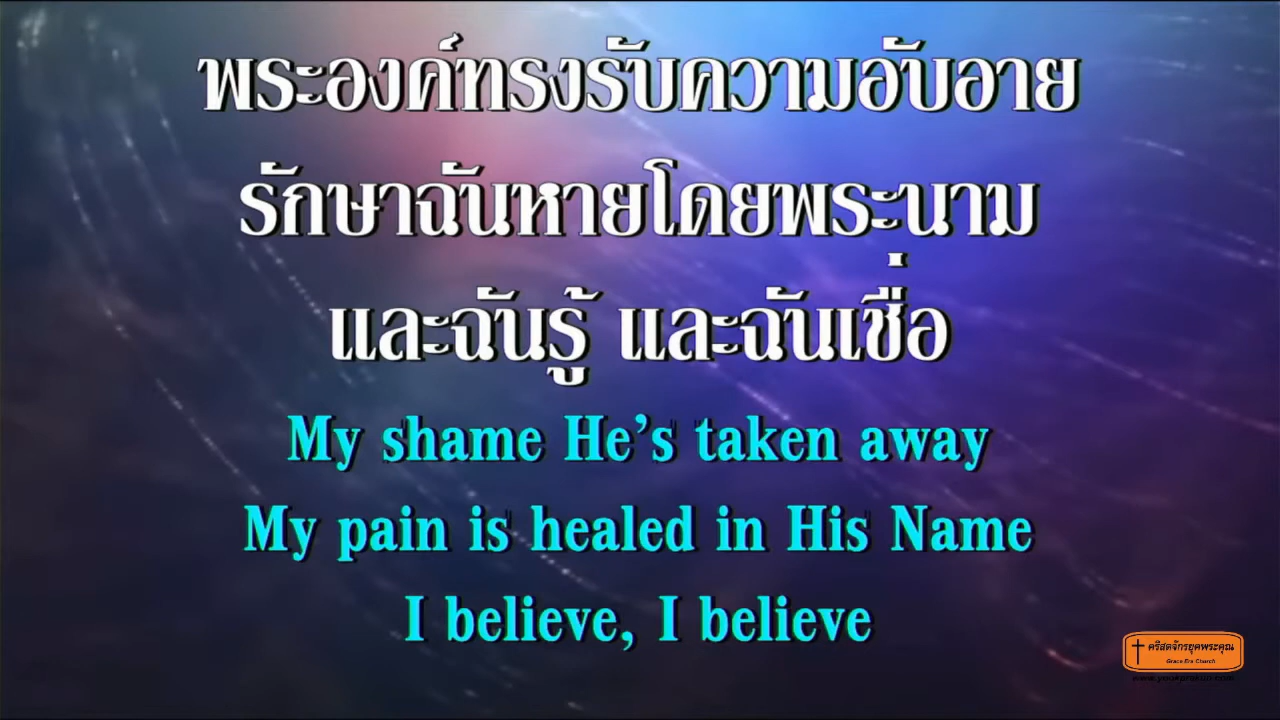 พระองค์ทรงรับความอับอาย
รักษาฉันหายโดยพระนาม
และฉันรู้ และฉันเชื่อ
My shame He's taken away
My pain is healed in His Name
I believe, I believe
คริสตจักรยุคพระคุณ
Grace Era Church